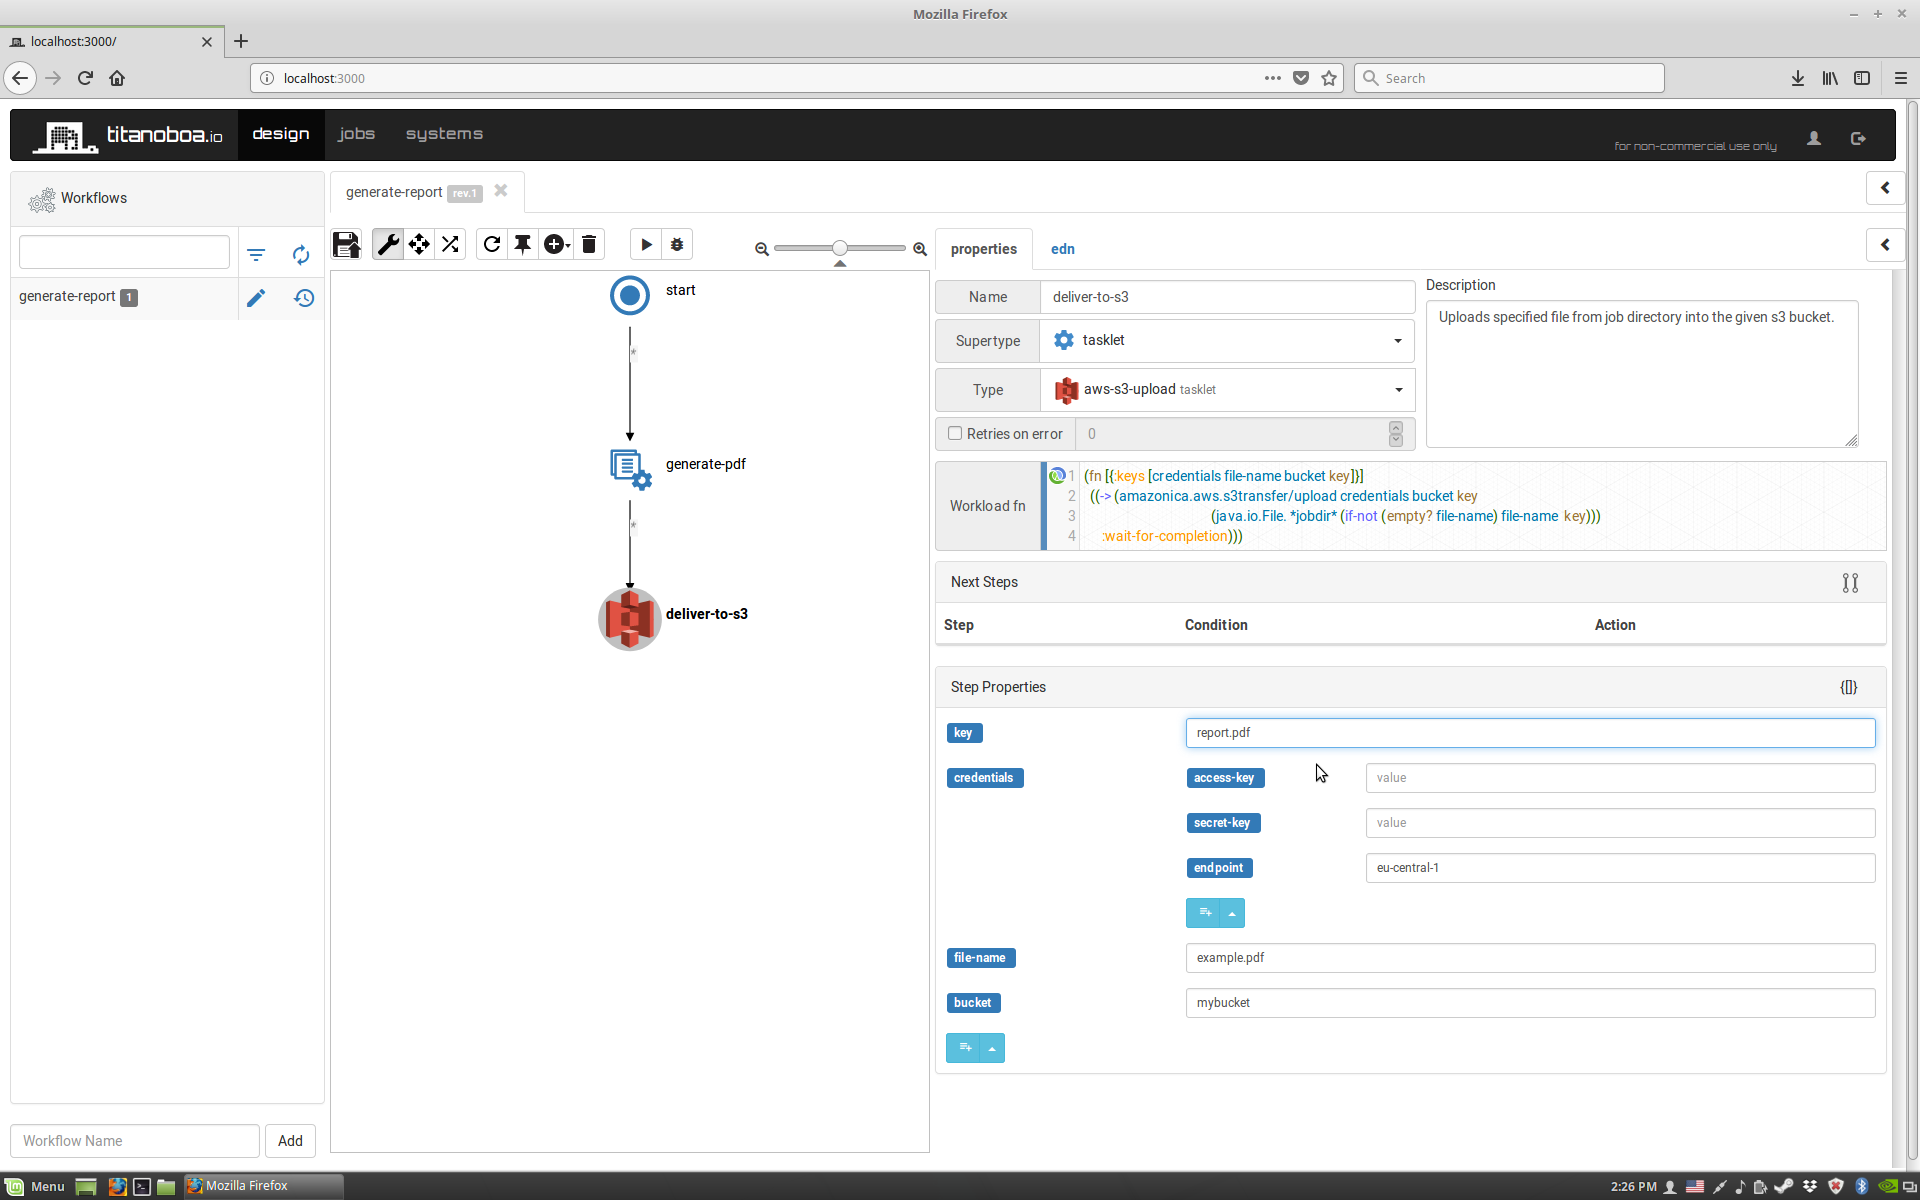 Mozilla Firefox
localhost:3000/
localhost:3000
Search
titanoboa.io
design
jobs
systems
for non-commercial use only
Workflows
generate-report 1
Workflow Name
Add
generate-report rev.1
start
*
generate-pdf
*
deliver-to-s3
properties
edn
Name
deliver-to-s3
Supertype
tasklet
Type
aws-s3-upload tasklet
Retries on error
0
Description
Uploads specified file from job directory into the given s3 bucket.
Workload fn
1 (fn [{:keys [credentials file-name bucket key]}]
2 ((-> (amazonica.aws.s3transfer/upload credentials bucket key
3 (java.io.File. *jobdir* (if-not (empty? file-name) file-name key)))
4 :wait-for-completion)))
Next Steps
Step
Condition
Action
Step Properties
{[]}
key
report.pdf
credentials
access-key
value
secret-key
value
endpoint
eu-central-1
file-name
example.pdf
bucket
mybucket
Menu
Mozilla Firefox
2:26 PM